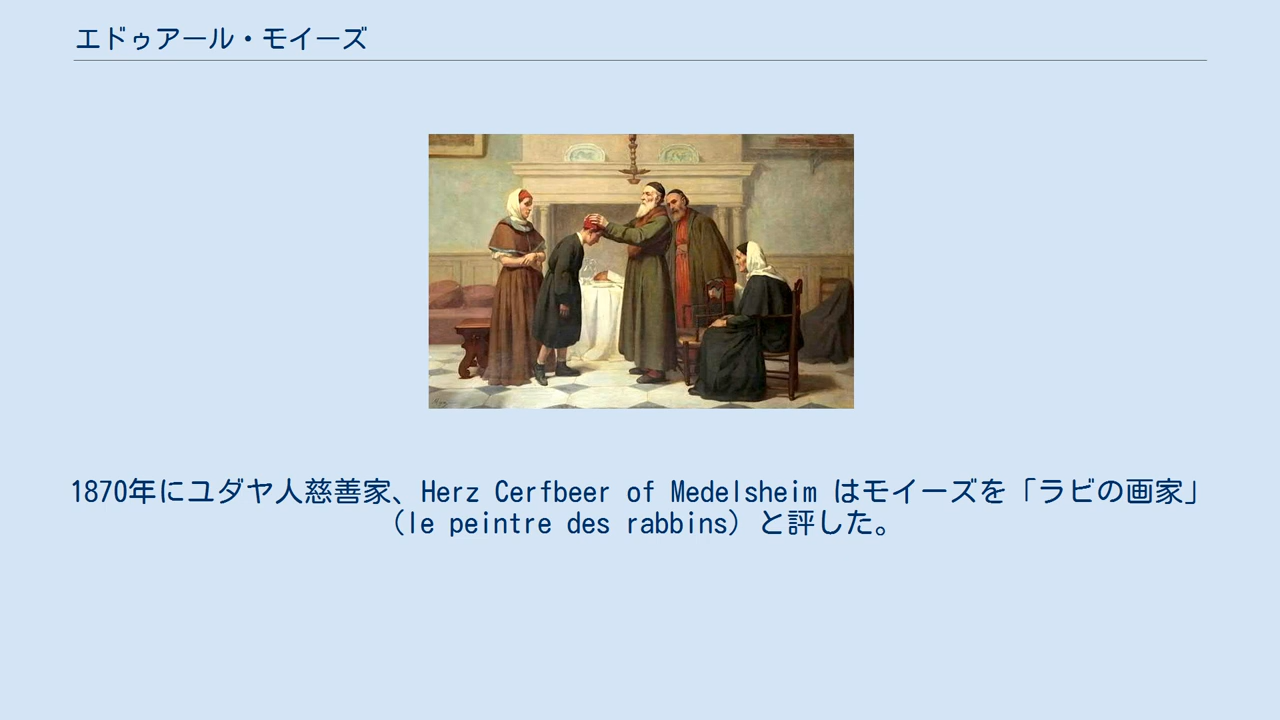 エドゥアール・モイーズ
1870年にユダヤ人慈善家、Herz Cerfbeer of Medelsheim はモイーズを「ラビの画家」
（le peintre des rabbins）と評した。